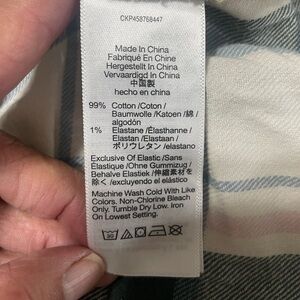 CKP458768447
Made In China
Fabriqué En Chine
Hergestellt In China
Vervaardigd In China
中国製
hecho en china
99% Cotton /Coton /
Baumwolle /Katoen /綿 /
algodón
1% Elastane /Élasthanne /
Elastan /Elastaan /
ポリウレタン /elastano
Exclusive Of Elastic /Sans
Elastique /Ohne Gummizug /
Behalve Elastiek /伸縮素材を
除く /excluyendo el elástico
Machine Wash Cold With Like
Colors. Non-Chlorine Bleach
Only. Tumble Dry Low. Iron
On Lowest Setting.